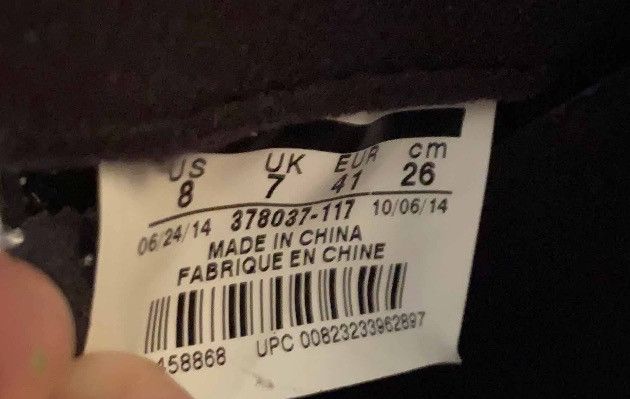 US UK EUR cm
8 7 41 26
06/24/14 378037-117 10/06/14
MADE IN CHINA
FABRIQUE EN CHINE
458868 UPC 00823233962897